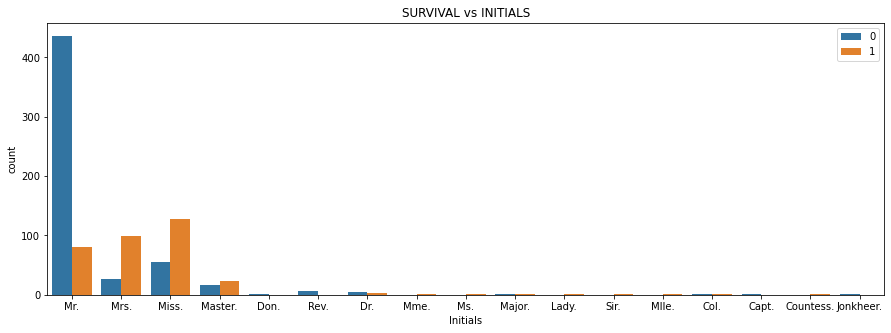 SURVIVAL vs INITIALS
0
1
count
400
300
200
100
0
Mr. Mrs. Miss. Master. Don. Rev. Dr. Mme. Ms. Major. Lady. Sir. Mlle. Col. Capt. Countess. Jonkheer.
Initials